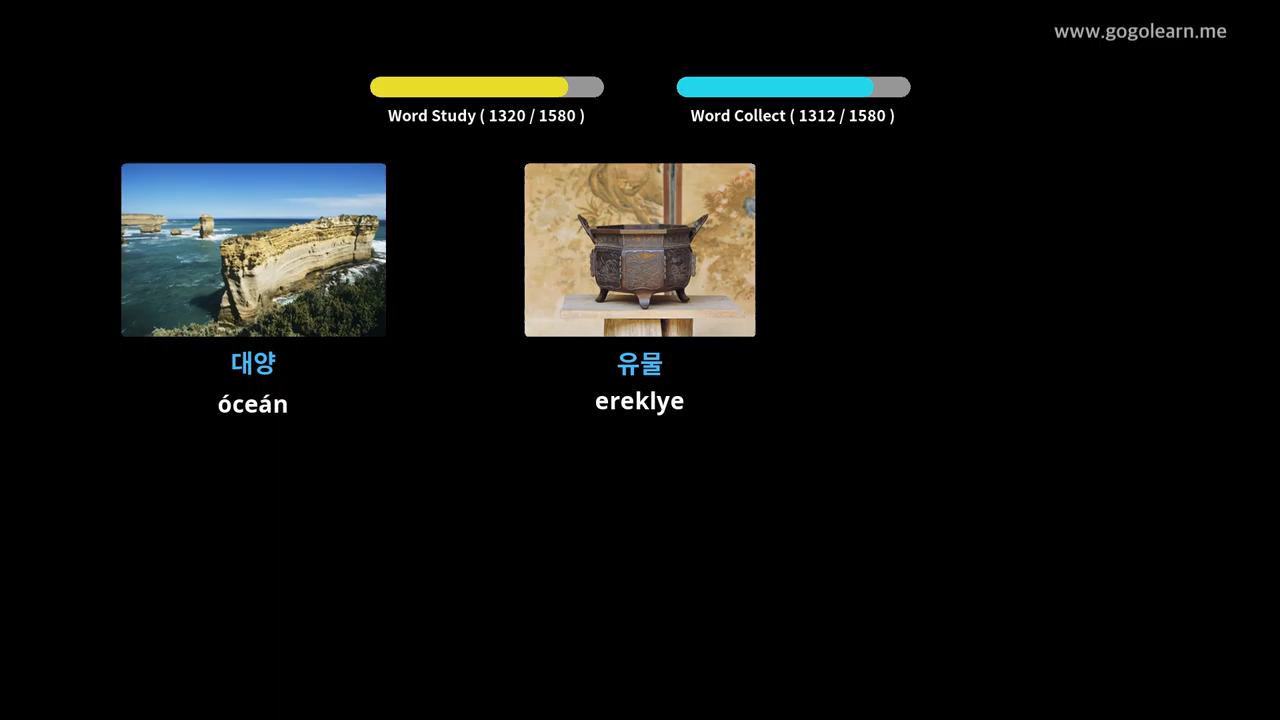 www.gogolearn.me
Word Study ( 1320 / 1580 )
Word Collect ( 1312 / 1580 )
대양
óceán
유물
ereklye